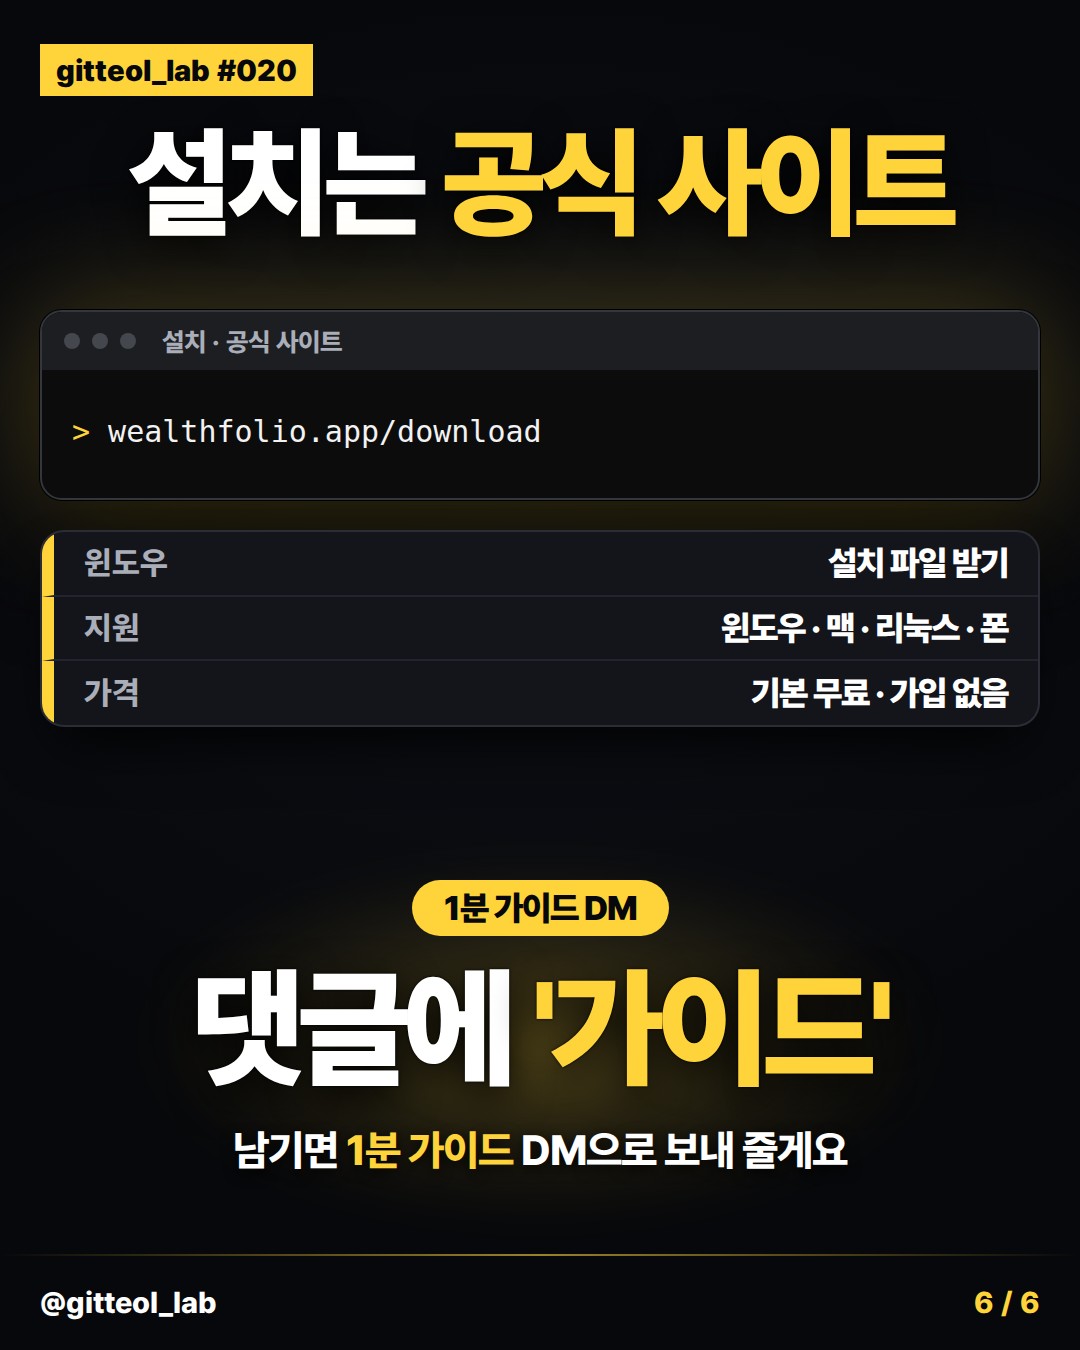 gitteol_lab #020
설치는 공식 사이트
설치 · 공식 사이트
> wealthfolio.app/download
윈도우 설치 파일 받기
지원 윈도우 · 맥 · 리눅스 · 폰
가격 기본 무료 · 가입 없음
1분 가이드 DM
댓글에 '가이드'
남기면 1분 가이드 DM으로 보내 줄게요
@gitteol_lab 6 / 6